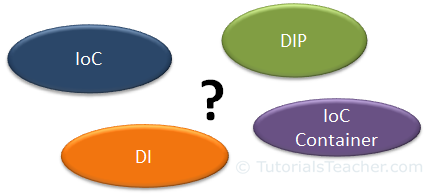 IoC
DIP
?
IoC
Container
DI
© TutorialsTeacher.com